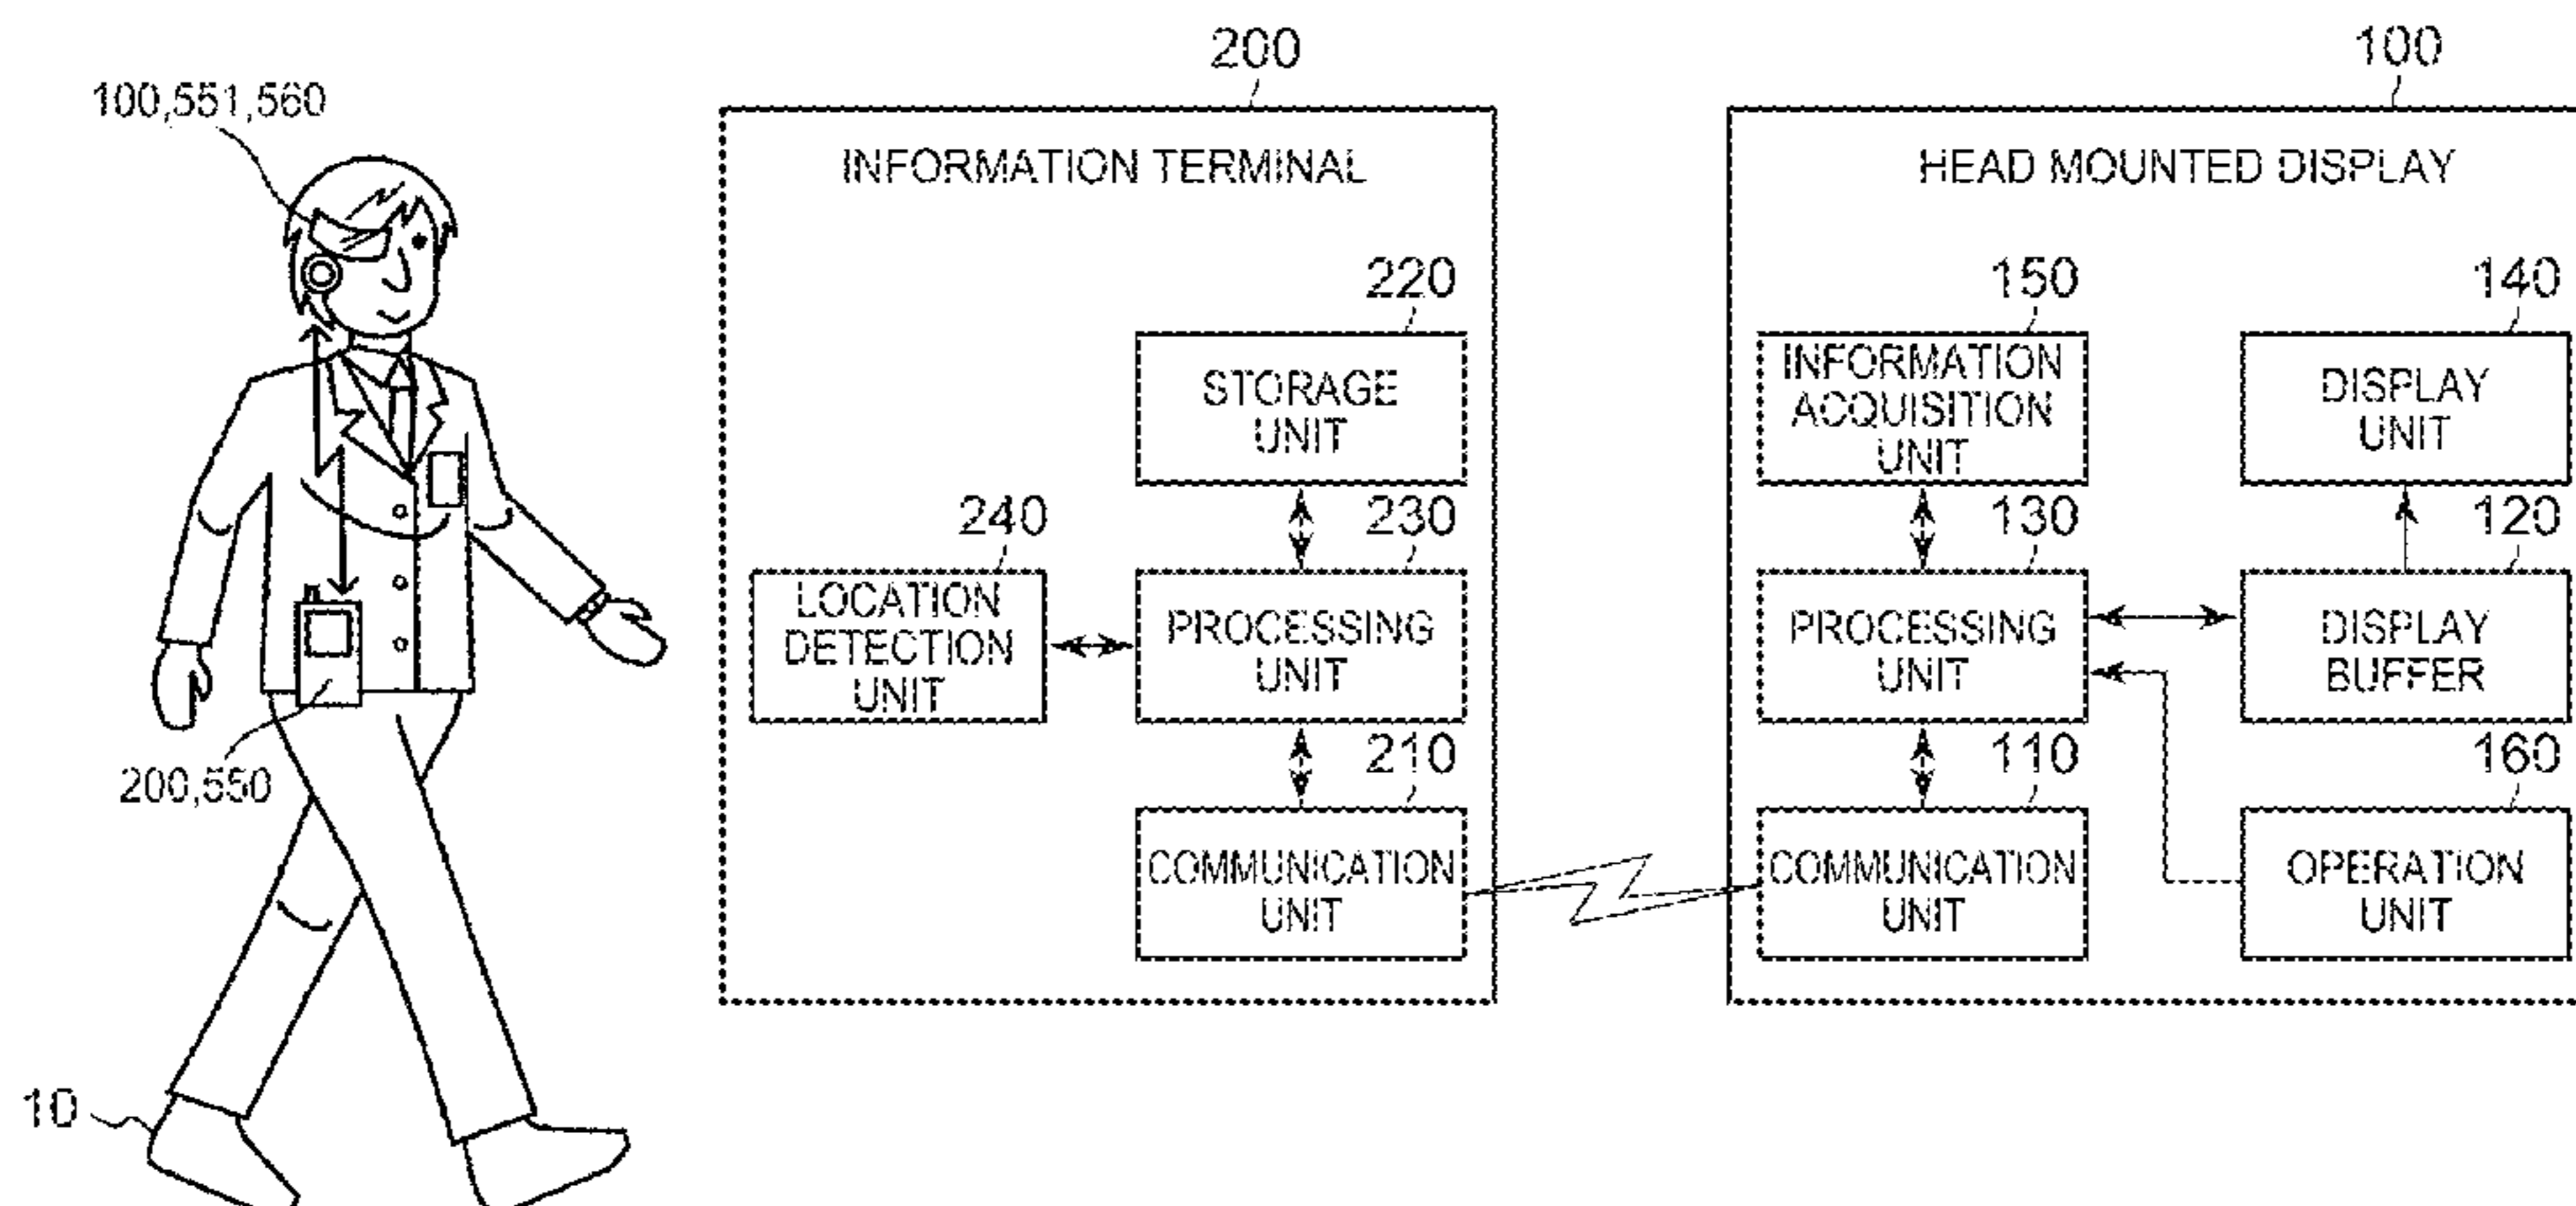 100,551,560
200,550
10
200
INFORMATION TERMINAL
220
STORAGE
UNIT
240
LOCATION
DETECTION
UNIT
230
PROCESSING
UNIT
210
COMMUNICATION
UNIT
100
HEAD MOUNTED DISPLAY
150
INFORMATION
ACQUISITION
UNIT
140
DISPLAY
UNIT
130
PROCESSING
UNIT
120
DISPLAY
BUFFER
110
COMMUNICATION
UNIT
160
OPERATION
UNIT